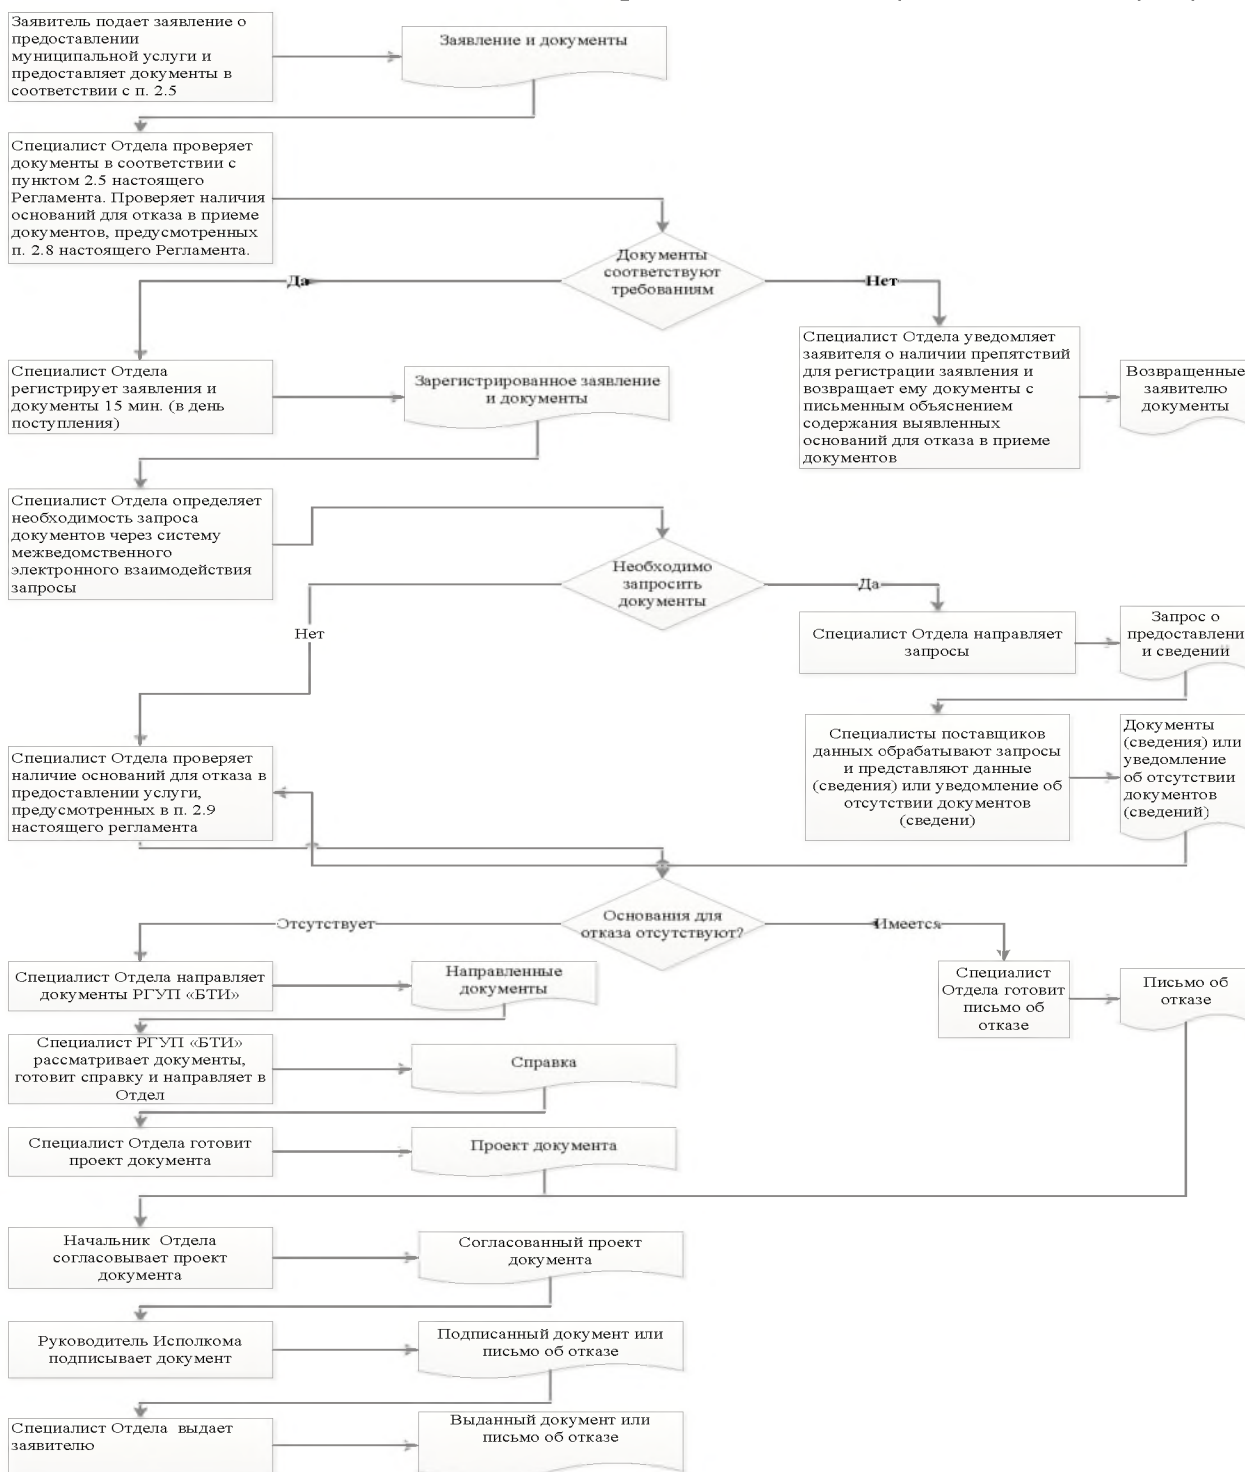 Заявитель подает заявление о
предоставлении
муниципальной услуги и
предоставляет документы в
соответствии с п. 2.5
Заявление и документы
Специалист Отдела проверяет
документы в соответствии с
пунктом 2.5 настоящего
Регламента. Проверяет наличия
оснований для отказа в приеме
документов, предусмотренных
п. 2.8 настоящего Регламента.
Документы
соответствуют
требованиям
Да
Нет
Специалист Отдела
регистрирует заявления и
документы 15 мин. (в день
поступления)
Зарегистрированное заявление
и документы
Специалист Отдела уведомляет
заявителя о наличии препятствий
для регистрации заявления и
возвращает ему документы с
письменным объяснением
содержания выявленных
оснований для отказа в приеме
документов
Возвращенные
заявителю
документы
Специалист Отдела определяет
необходимость запроса
документов через систему
межведомственного
электронного взаимодействия
запросы
Необходимо
запросить
документы
Да
Нет
Специалист Отдела направляет
запросы
Запрос о
предоставлени
и сведении
Специалисты поставщиков
данных обрабатывают запросы
и представляют данные
(сведения) или уведомление об
отсутствии документов
(сведени)
Документы
(сведения) или
уведомление
об отсутствии
документов
(сведений)
Специалист Отдела проверяет
наличие оснований для отказа в
предоставлении услуги,
предусмотренных в п. 2.9
настоящего регламента
Основания для
отказа отсутствуют?
Отсутствует
Имеется
Специалист Отдела направляет
документы РГУП «БТИ»
Направленные
документы
Специалист
Отдела готовит
письмо об
отказе
Письмо об
отказе
Специалист РГУП «БТИ»
рассматривает документы,
готовит справку и направляет в
Отдел
Справка
Специалист Отдела готовит
проект документа
Проект документа
Начальник Отдела
согласовывает проект
документа
Согласованный проект
документа
Руководитель Исполкома
подписывает документ
Подписанный документ или
письмо об отказе
Специалист Отдела выдает
заявителю
Выданный документ или
письмо об отказе